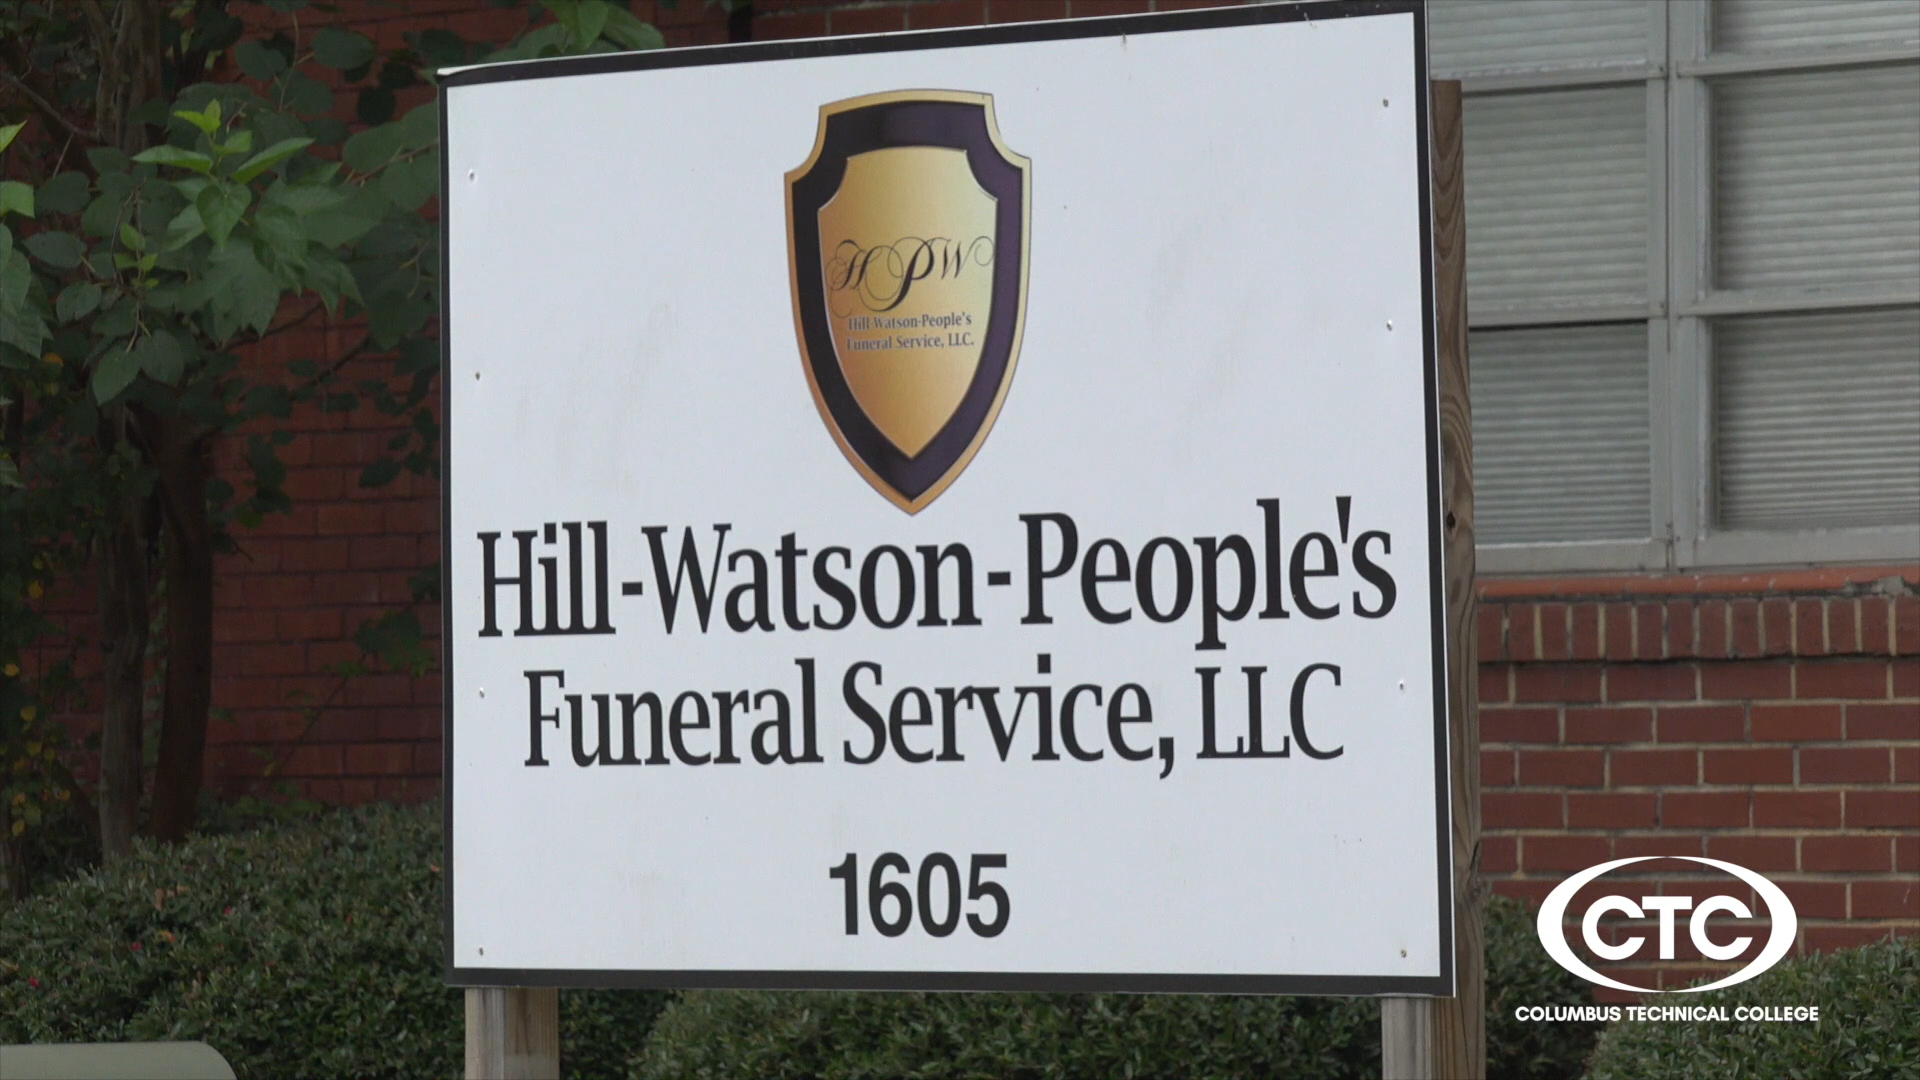 HPW
Hill-Watson-People's
Funeral Service, LLC.
Hill-Watson-People's
Funeral Service, LLC
1605
CTC
COLUMBUS TECHNICAL COLLEGE